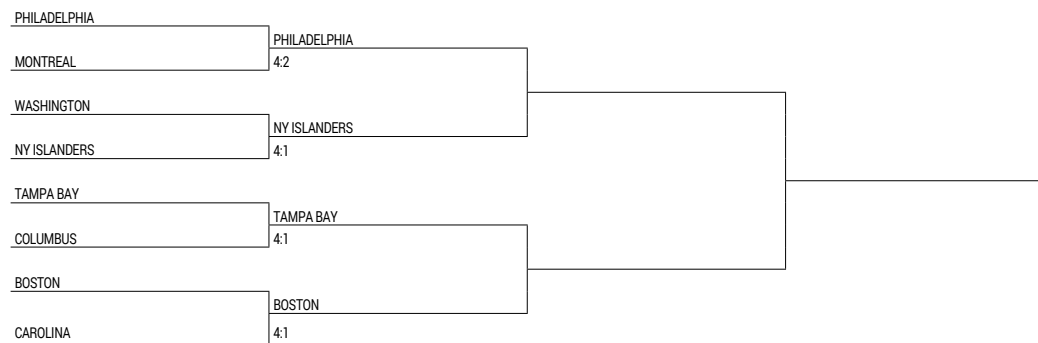 PHILADELPHIA
PHILADELPHIA
MONTREAL
4:2
WASHINGTON
NY ISLANDERS
NY ISLANDERS
4:1
TAMPA BAY
TAMPA BAY
COLUMBUS
4:1
BOSTON
BOSTON
CAROLINA
4:1